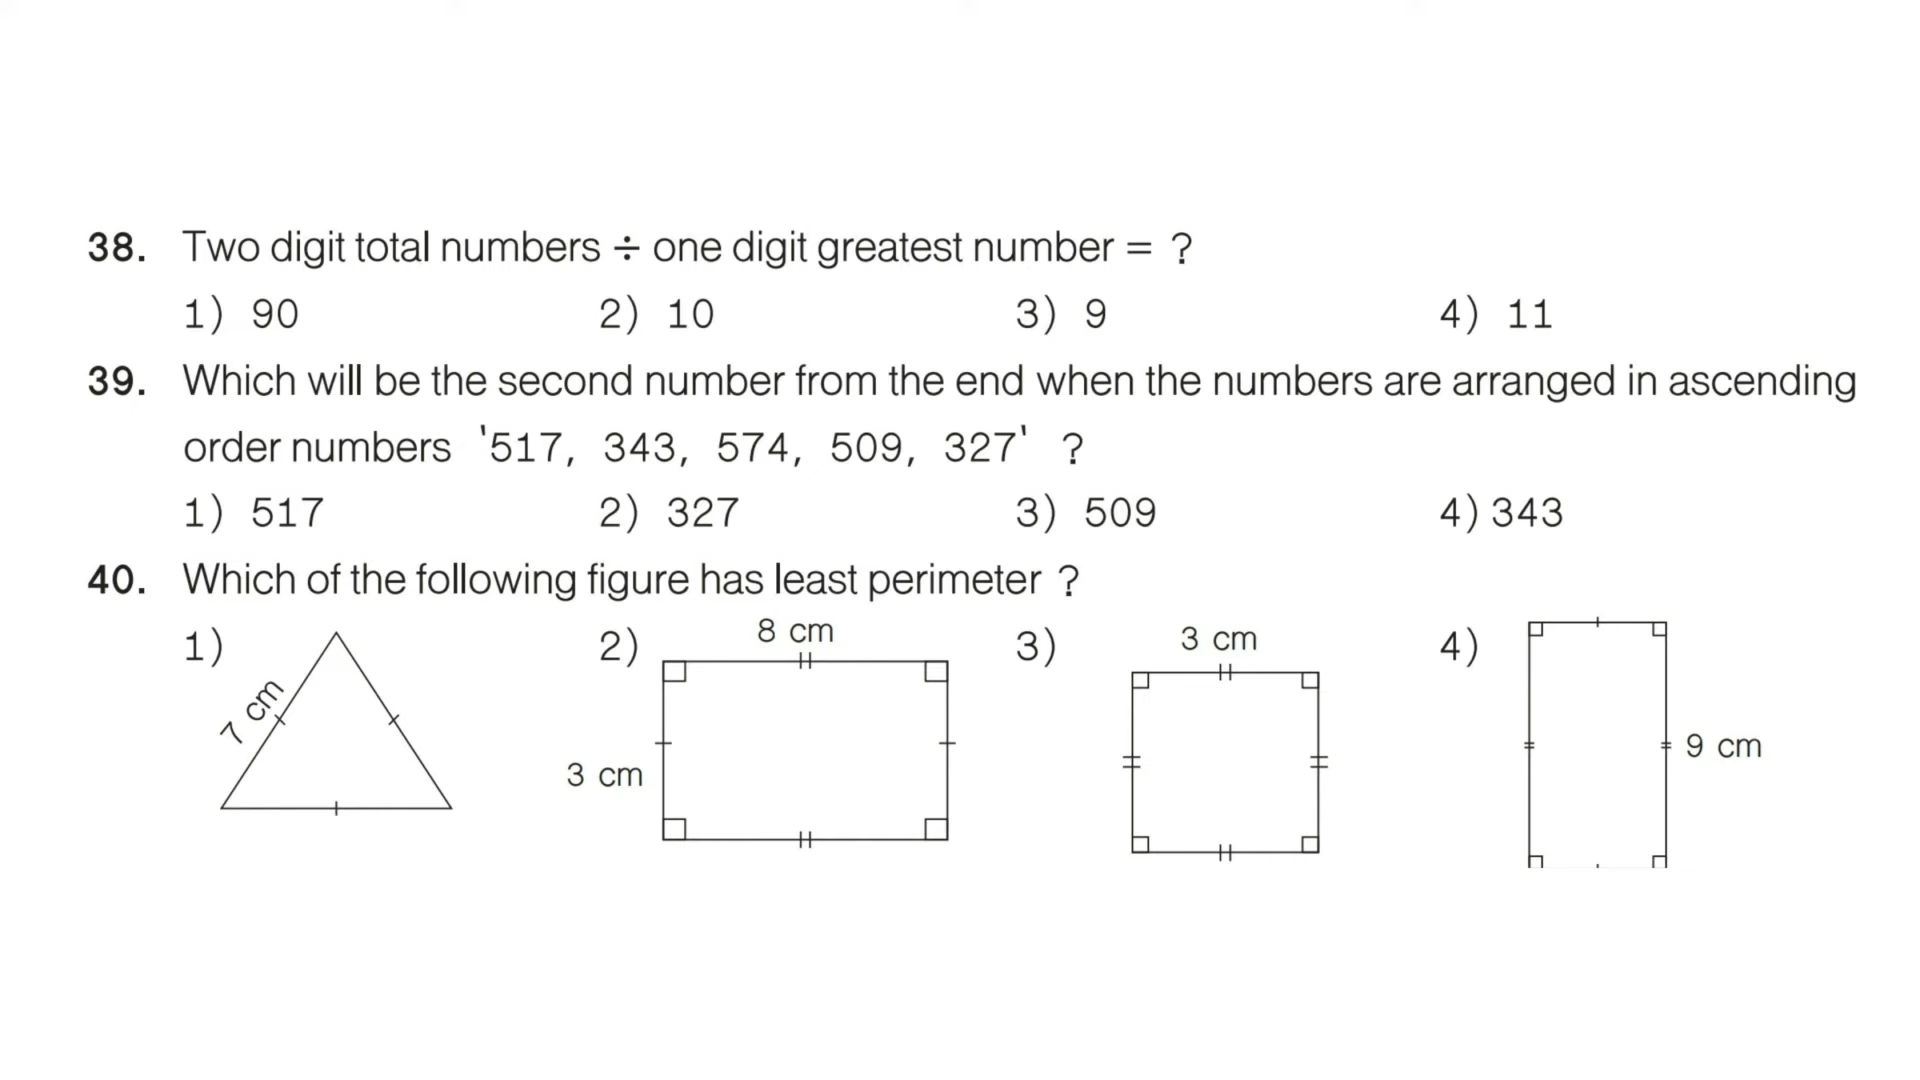 38. Two digit total numbers ÷ one digit greatest number = ?
1) 90 2) 10 3) 9 4) 11
39. Which will be the second number from the end when the numbers are arranged in ascending
order numbers '517, 343, 574, 509, 327' ?
1) 517 2) 327 3) 509 4) 343
40. Which of the following figure has least perimeter ?
1) 2) 3) 4)
7 cm
8 cm
3 cm
3 cm
9 cm